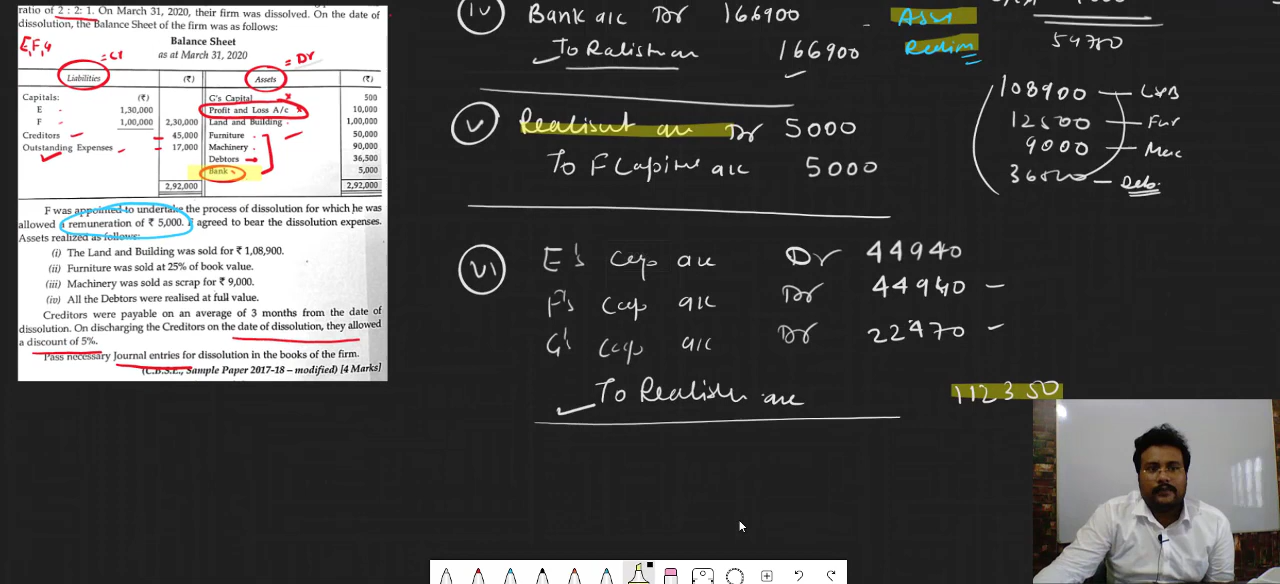 ratio of 2 : 2: 1. On March 31, 2020, their firm was dissolved. On the date of
dissolution, the Balance Sheet of the firm was as follows:
E,F,G
Balance Sheet
as at March 31, 2020
= Cr
= Dr
Liabilities (₹) Assets (₹)
Capitals: (₹) G's Capital 500
E 1,30,000 Profit and Loss A/c 10,000
F 1,00,000 2,30,000 Land and Building 1,00,000
Creditors 45,000 Furniture 50,000
Outstanding Expenses 17,000 Machinery 90,000
Debtors 36,500
Bank 5,000
2,92,000 2,92,000
F was appointed to undertake the process of dissolution for which he was
allowed a remuneration of ₹ 5,000. F agreed to bear the dissolution expenses.
Assets realized as follows:
(i) The Land and Building was sold for ₹ 1,08,900.
(ii) Furniture was sold at 25% of book value.
(iii) Machinery was sold as scrap for ₹ 9,000.
(iv) All the Debtors were realised at full value.
Creditors were payable on an average of 3 months from the date of
dissolution. On discharging the Creditors on the date of dissolution, they allowed
a discount of 5%.
Pass necessary Journal entries for dissolution in the books of the firm.
(C.B.S.E., Sample Paper 2017-18 – modified) [4 Marks]
iv Bank a/c Dr 166900
To Ralistion 166900
54750
108900 — L&B
12500 — Fur
9000 — Mac
36500 — Deb.
V Realisat an Dr 5000
To F Capital a/c 5000
VI E's cap a/c Dr 44940
F's cap a/c Dr 44940 –
G's cap a/c Dr 22470 –
To Realisan a/c 112350